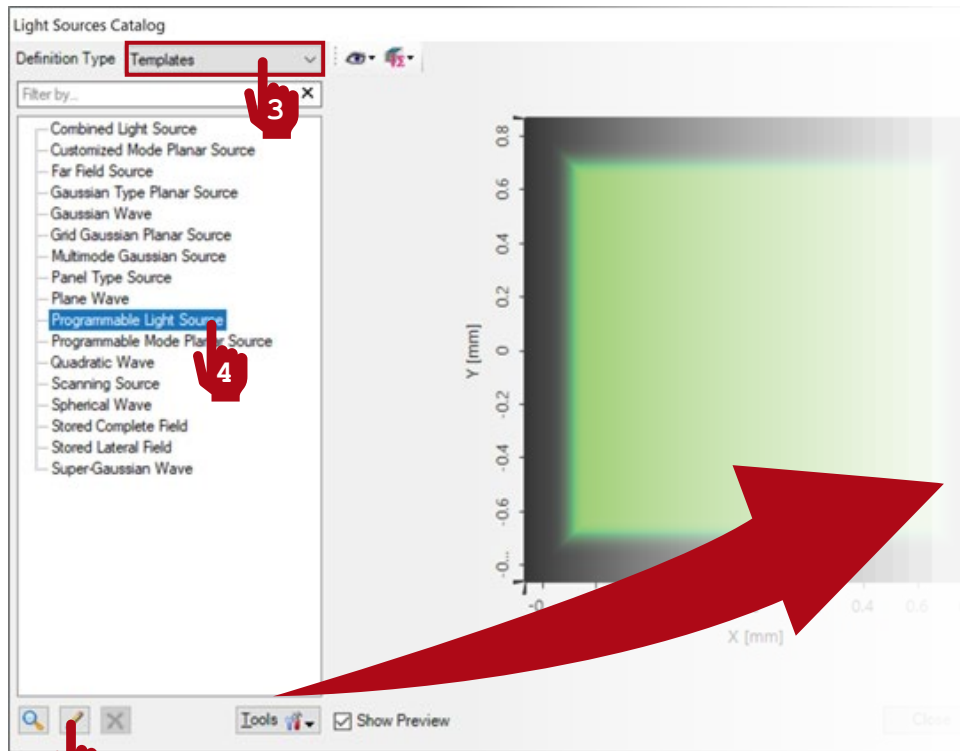 Light Sources Catalog
Definition Type Templates
Filter by...
3
Combined Light Source
Customized Mode Planar Source
Far Field Source
Gaussian Type Planar Source
Gaussian Wave
Grid Gaussian Planar Source
Multimode Gaussian Source
Panel Type Source
Plane Wave
Programmable Light Source
Programmable Mode Planar Source
Quadratic Wave
4
Scanning Source
Spherical Wave
Stored Complete Field
Stored Lateral Field
Super-Gaussian Wave
0.8
0.6
0.4
0.2
0
-0.2
-0.4
-0.6
-0...
Y [mm]
-0
0.4 0.6
X [mm]
Tools
Show Preview
Close